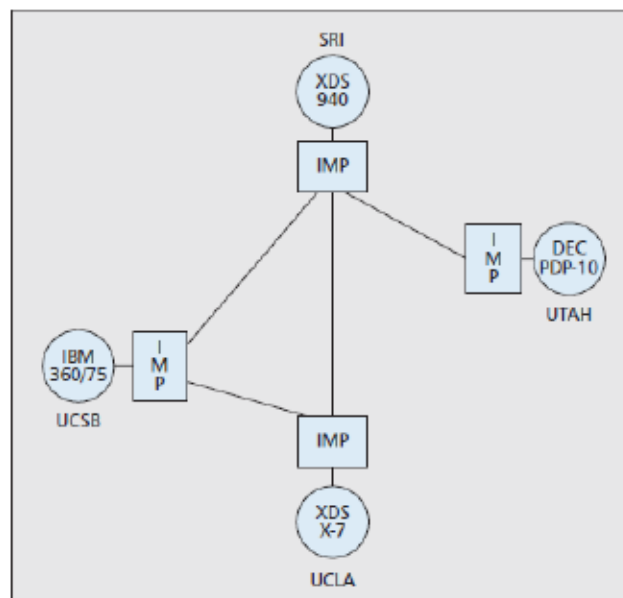 SRI
XDS
940
IMP
I
M
P
DEC
PDP-10
UTAH
IBM
360/75
I
M
P
UCSB
IMP
XDS
X-7
UCLA